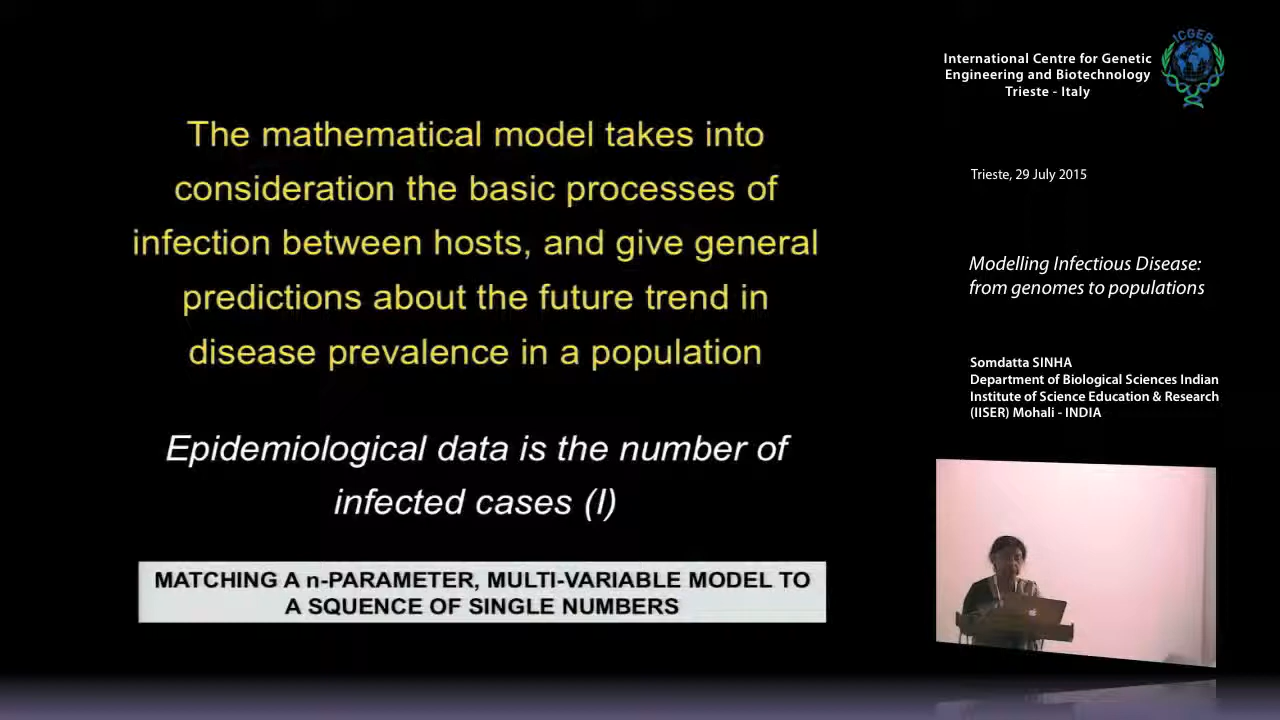 The mathematical model takes into
consideration the basic processes of
infection between hosts, and give general
predictions about the future trend in
disease prevalence in a population
Epidemiological data is the number of
infected cases (I)
MATCHING A n-PARAMETER, MULTI-VARIABLE MODEL TO
A SQUENCE OF SINGLE NUMBERS
International Centre for Genetic
Engineering and Biotechnology
Trieste - Italy
ICGEB
Trieste, 29 July 2015
Modelling Infectious Disease:
from genomes to populations
Somdatta SINHA
Department of Biological Sciences Indian
Institute of Science Education & Research
(IISER) Mohali - INDIA